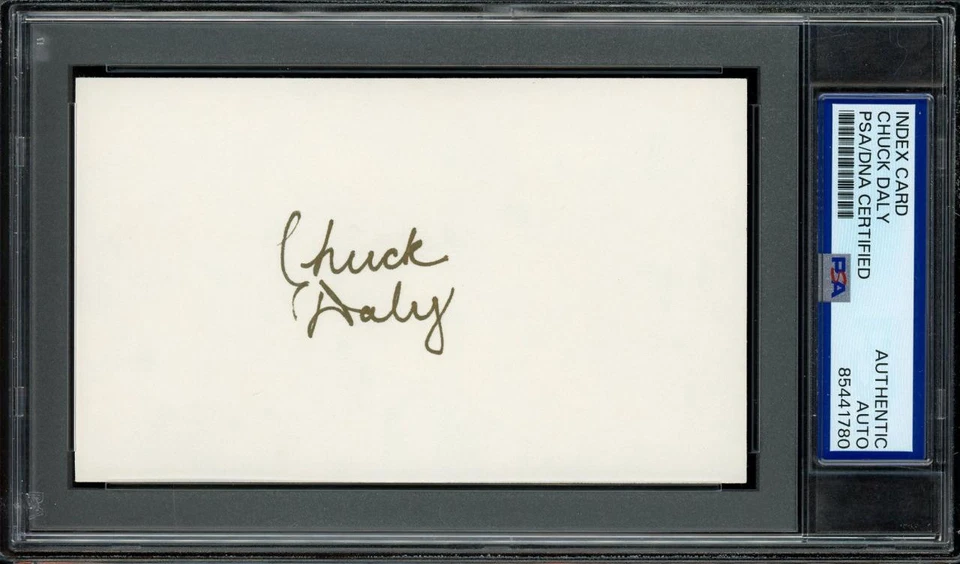 Chuck
Daly
INDEX CARD
CHUCK DALY
PSA/DNA CERTIFIED
PSA
AUTHENTIC
AUTO
85441780